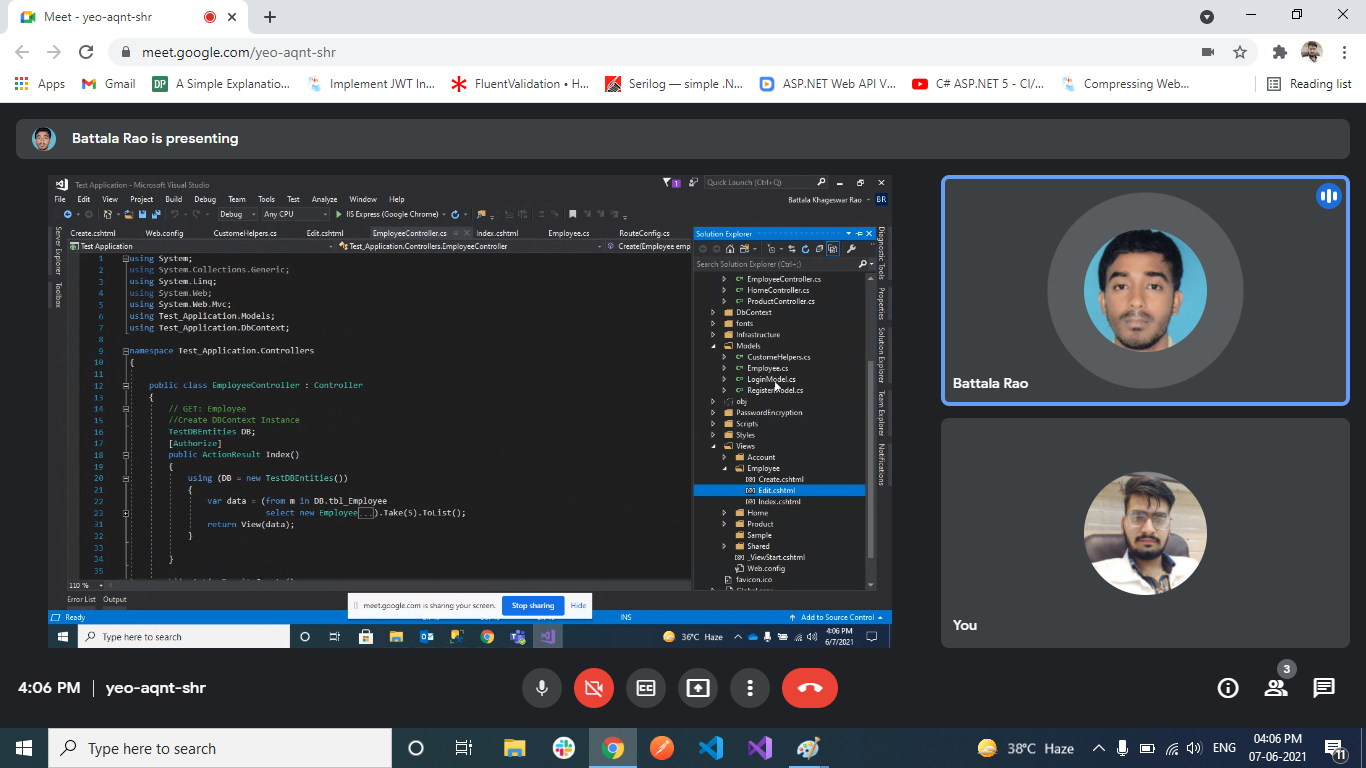 Meet - yeo-aqnt-shr
meet.google.com/yeo-aqnt-shr
Apps Gmail DP A Simple Explanatio... Implement JWT In... FluentValidation • H... Serilog — simple .N... ASP.NET Web API V... C# ASP.NET 5 - CI/... Compressing Web... Reading list
Battala Rao is presenting
Test Application - Microsoft Visual Studio 1 Quick Launch (Ctrl+Q)
File Edit View Project Build Debug Team Tools Test Analyze Window Help Battala Khageswar Rao BR
Debug Any CPU IIS Express (Google Chrome)
Create.cshtml Web.config CustomeHelpers.cs Edit.cshtml EmployeeController.cs Index.cshtml Employee.cs RouteConfig.cs
Test Application Test_Application.Controllers.EmployeeController Create(Employee emp
Server Explorer
Toolbox
1 using System;
2 using System.Collections.Generic;
3 using System.Linq;
4 using System.Web;
5 using System.Web.Mvc;
6 using Test_Application.Models;
7 using Test_Application.DbContext;
8
9 namespace Test_Application.Controllers
10 {
11
12 public class EmployeeController : Controller
13 {
14 // GET: Employee
15 //Create DBContext Instance
16 TestDBEntities DB;
17 [Authorize]
18 public ActionResult Index()
19 {
20 using (DB = new TestDBEntities())
21 {
22 var data = (from m in DB.tbl_Employee
23 select new Employee...).Take(5).ToList();
31 return View(data);
32 }
33
34 }
35
110 %
Error List Output
Solution Explorer
Search Solution Explorer (Ctrl+;)
EmployeeController.cs
HomeController.cs
ProductController.cs
DbContext
fonts
Infrastructure
Models
CustomeHelpers.cs
Employee.cs
LoginModel.cs
RegisterModel.cs
obj
PasswordEncryption
Scripts
Styles
Views
Account
Employee
Create.cshtml
Edit.cshtml
Index.cshtml
Home
Product
Sample
Shared
_ViewStart.cshtml
Web.config
favicon.ico
Diagnostic Tools
Properties
Solution Explorer
Team Explorer
Notifications
meet.google.com is sharing your screen. Stop sharing Hide
Ready INS Add to Source Control
Type here to search 36°C Haze 4:06 PM
6/7/2021
Battala Rao
You
4:06 PM | yeo-aqnt-shr
3
Type here to search 38°C Haze ENG 04:06 PM
07-06-2021
11